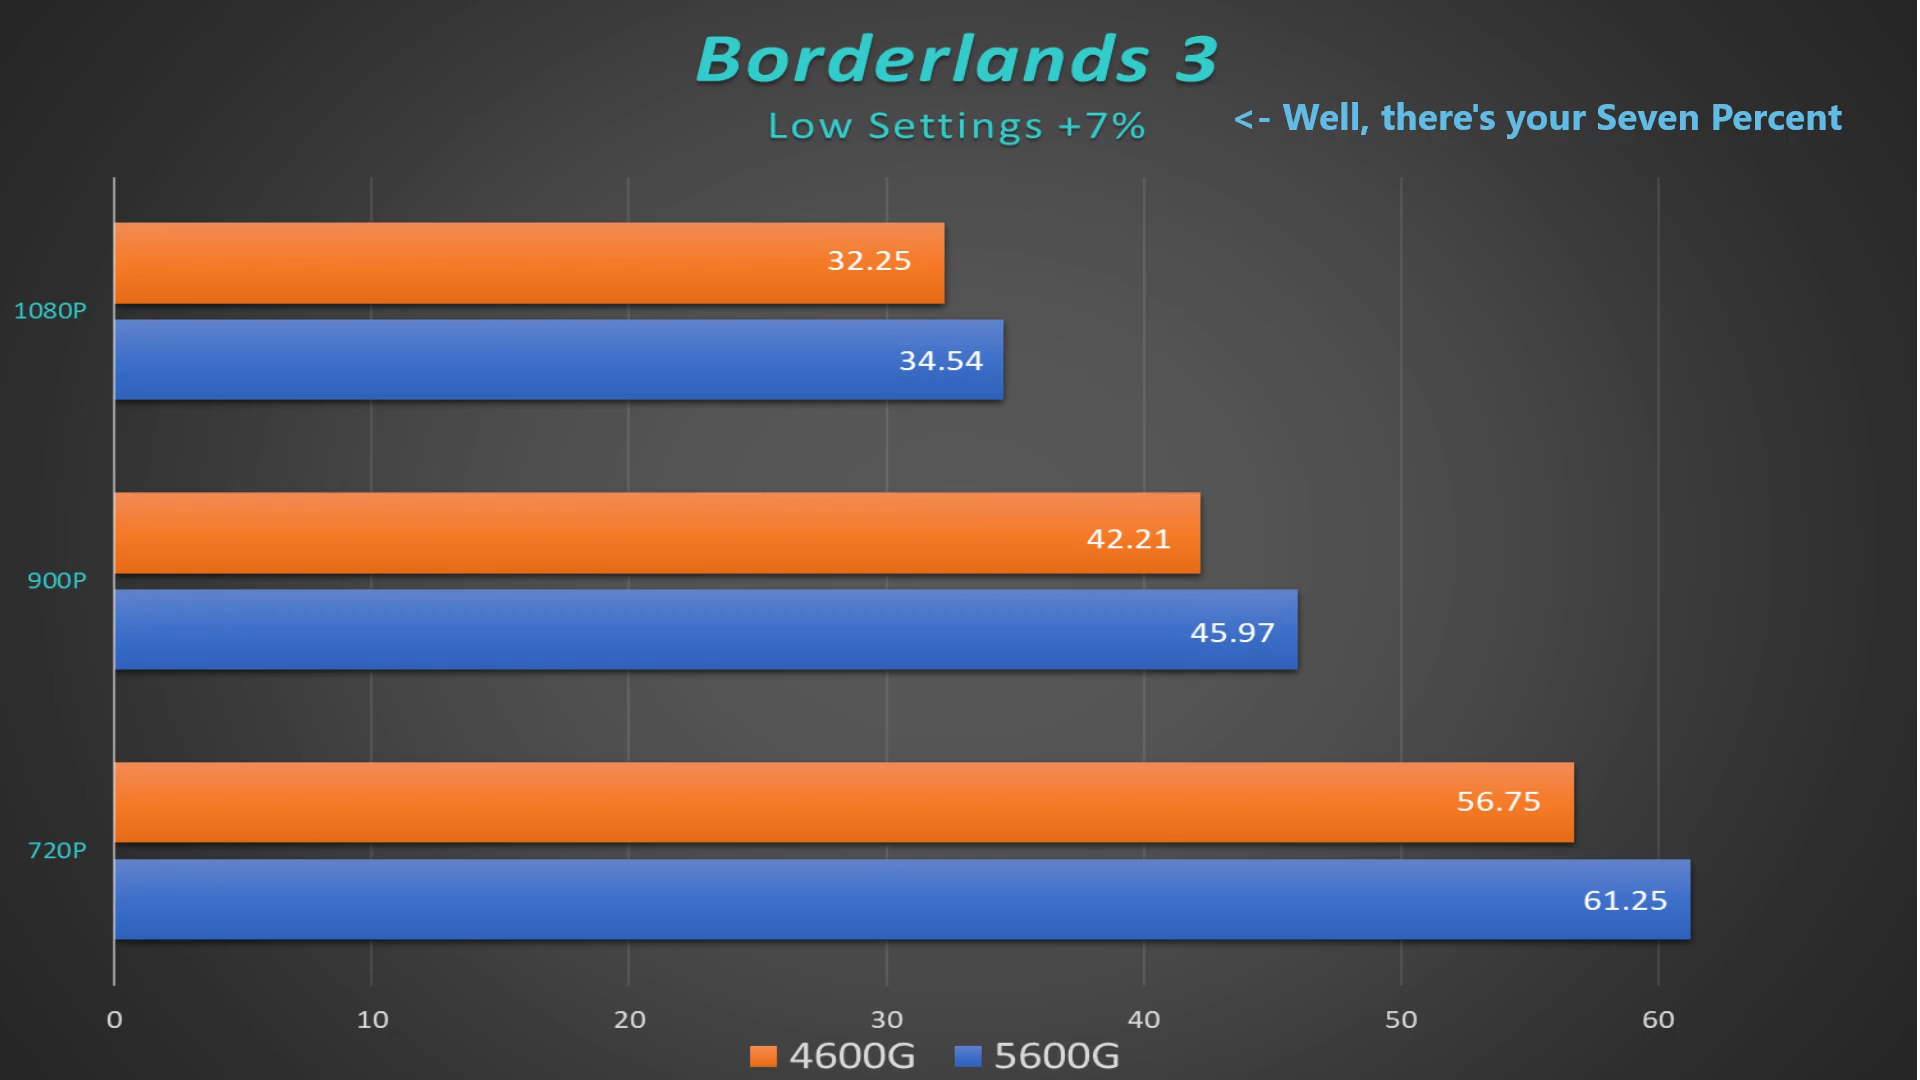 Borderlands 3
Low Settings +7%
<- Well, there's your Seven Percent
32.25
1080P
34.54
42.21
900P
45.97
56.75
720P
61.25
0 10 20 30 40 50 60
4600G 5600G